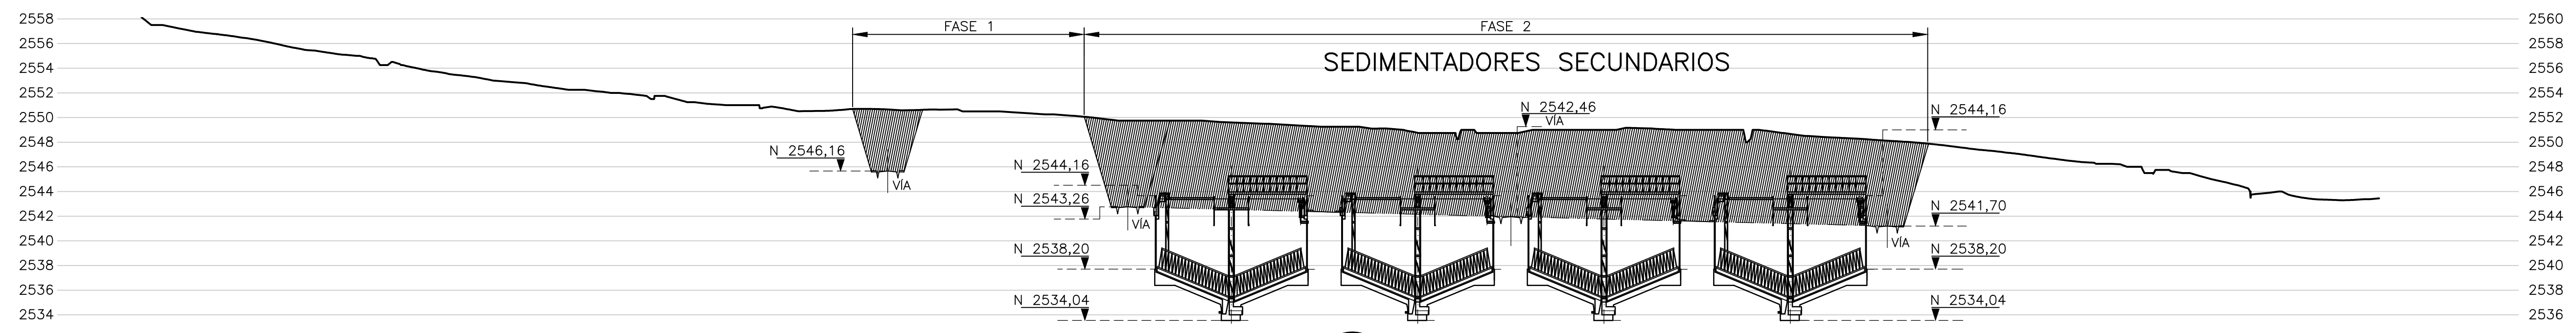 2558 2560
FASE 1 FASE 2
2556 2558
SEDIMENTADORES SECUNDARIOS
2554 2556
2552 2554
N 2542,46 N 2544,16
VÍA
2550 2552
2548 2550
N 2546,16
2546 2548
N 2544,16
VÍA
2544 2546
N 2543,26
N 2541,70
2542 2544
VÍA
2540 2542
VÍA
N 2538,20 N 2538,20
2538 2540
2536 2538
N 2534,04 N 2534,04
2534 2536